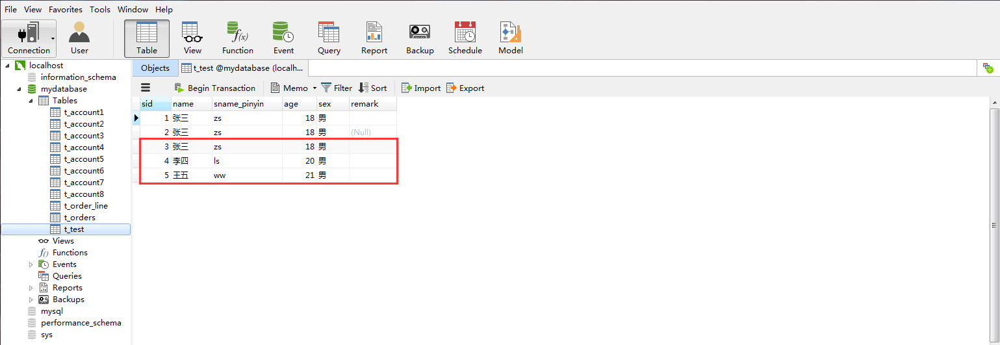 File View Favorites Tools Window Help
Connection User Table View Function Event Query Report Backup Schedule Model
localhost
information_schema
mydatabase
Tables
t_account1
t_account2
t_account3
t_account4
t_account5
t_account6
t_account7
t_account8
t_order_line
t_orders
t_test
Views
Functions
Events
Queries
Reports
Backups
mysql
performance_schema
sys
Objects t_test @mydatabase (localh...
Begin Transaction Memo Filter Sort Import Export
sid name sname_pinyin age sex remark
1 张三 zs 18 男
2 张三 zs 18 男 (Null)
3 张三 zs 18 男
4 李四 ls 20 男
5 王五 ww 21 男